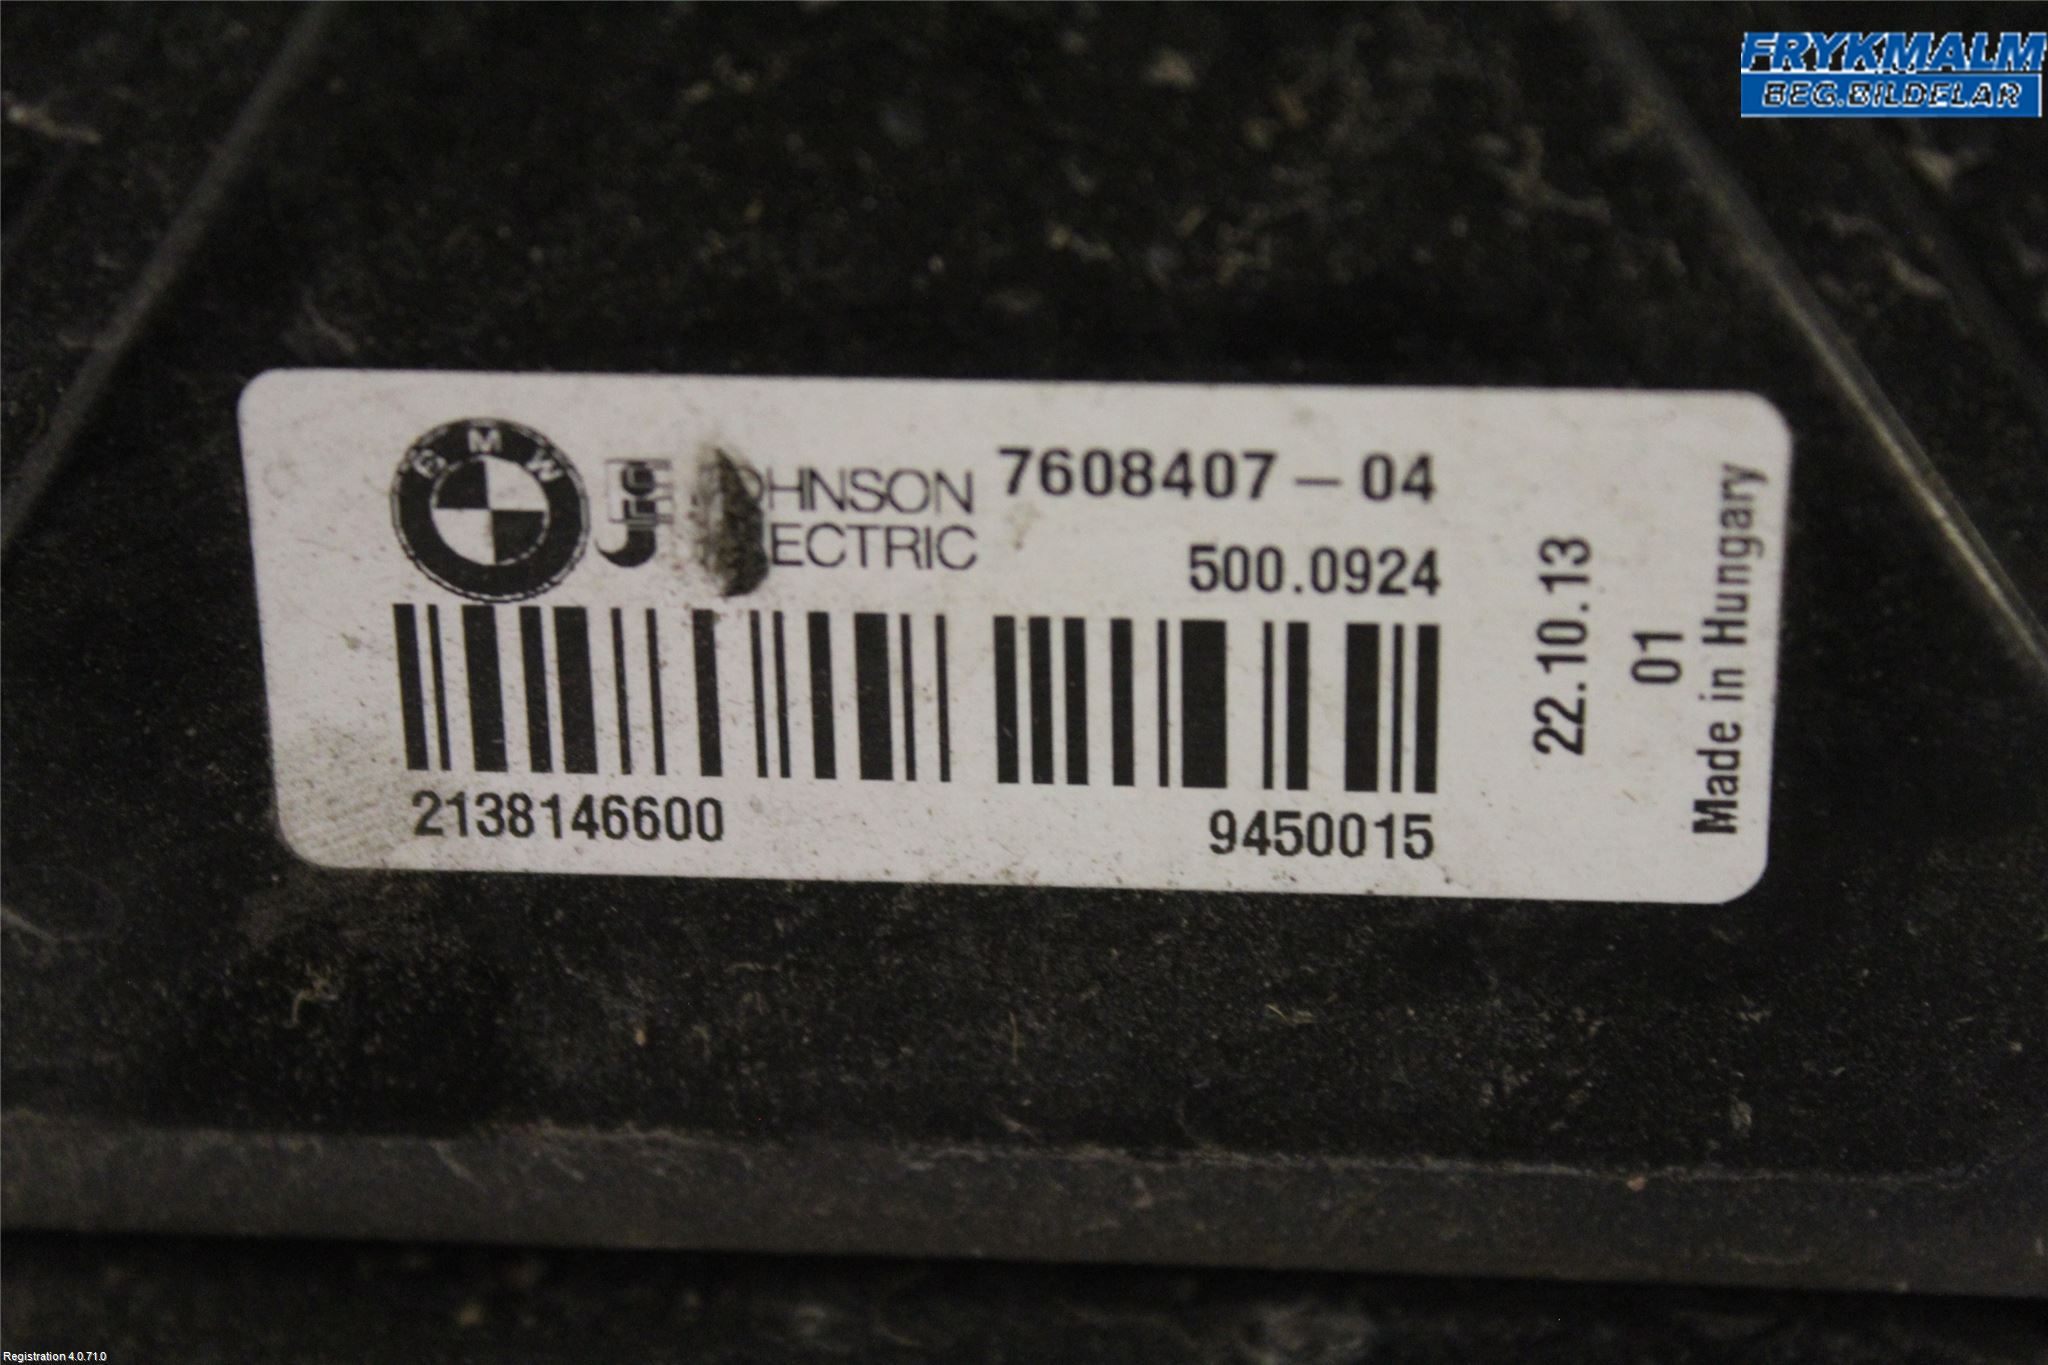 FRYKMALM
BEG.BILDELAR
BMW
JOHNSON
ELECTRIC
7608407-04
500.0924
2138146600
9450015
22.10.13
01
Made in Hungary
Registration 4.0.71.0